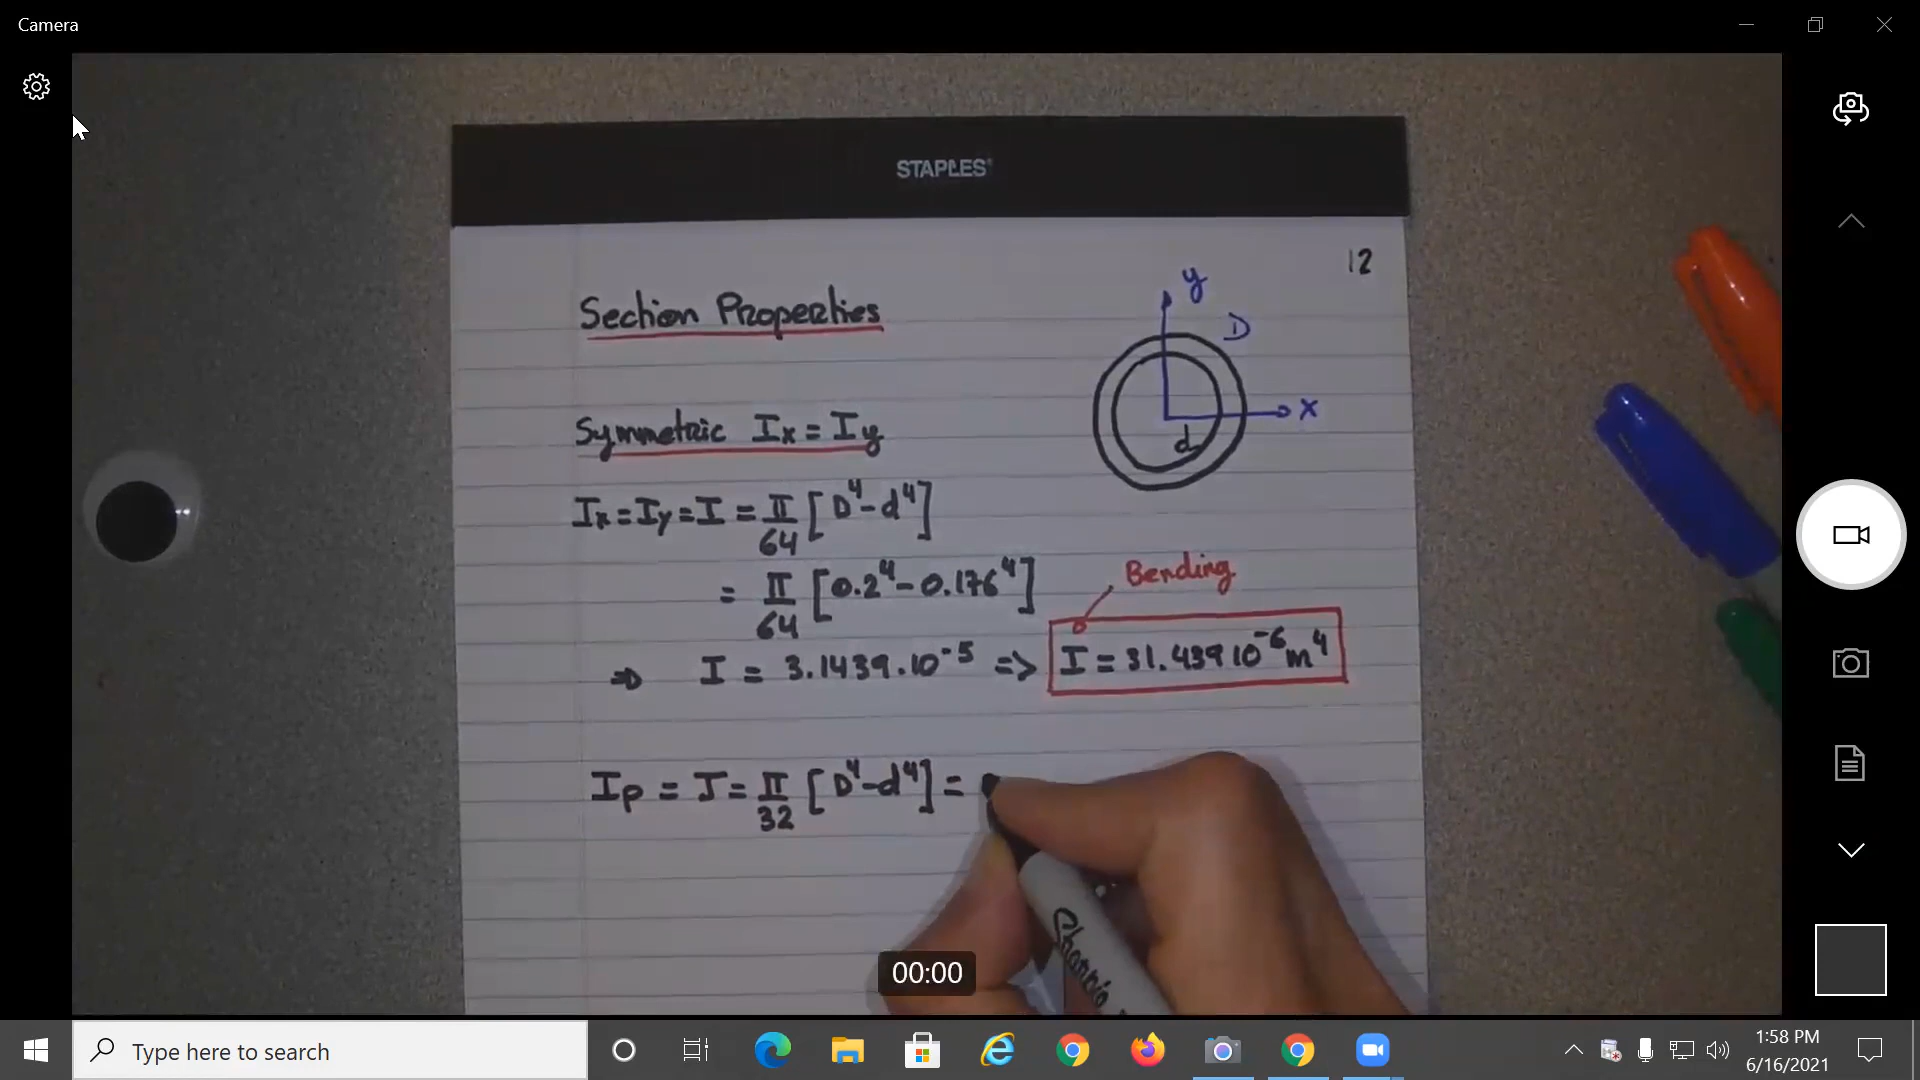 Camera
STAPLES
12
Section Properties
y
D
x
d
Symmetric Ix = Iy
Ix = Iy = I = π/64 [D⁴-d⁴]
= π/64 [0.2⁴-0.176⁴]
Bending
⇒ I = 3.1439.10⁻⁵ => I = 31.439 10⁻⁶ m⁴
Ip = J = π/32 [D⁴-d⁴] =
Sharpie
00:00
Type here to search
1:58 PM
6/16/2021